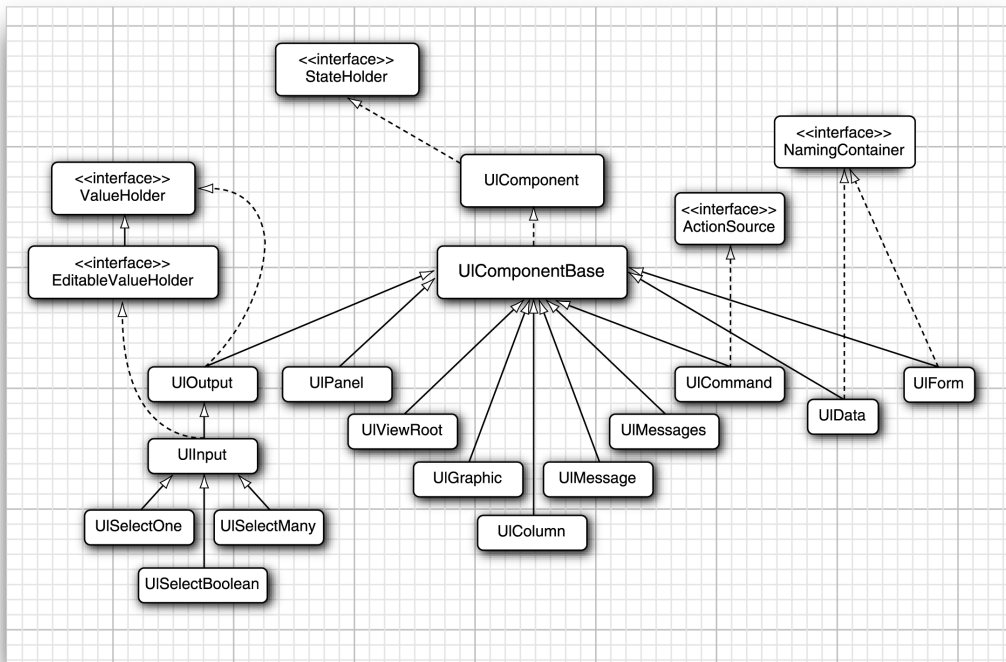 <<interface>>
StateHolder
<<interface>>
NamingContainer
<<interface>>
ValueHolder
UIComponent
<<interface>>
ActionSource
<<interface>>
EditableValueHolder
UIComponentBase
UIOutput
UIPanel
UICommand
UIForm
UIData
UIViewRoot
UIMessages
UIInput
UIGraphic
UIMessage
UISelectOne
UISelectMany
UIColumn
UISelectBoolean